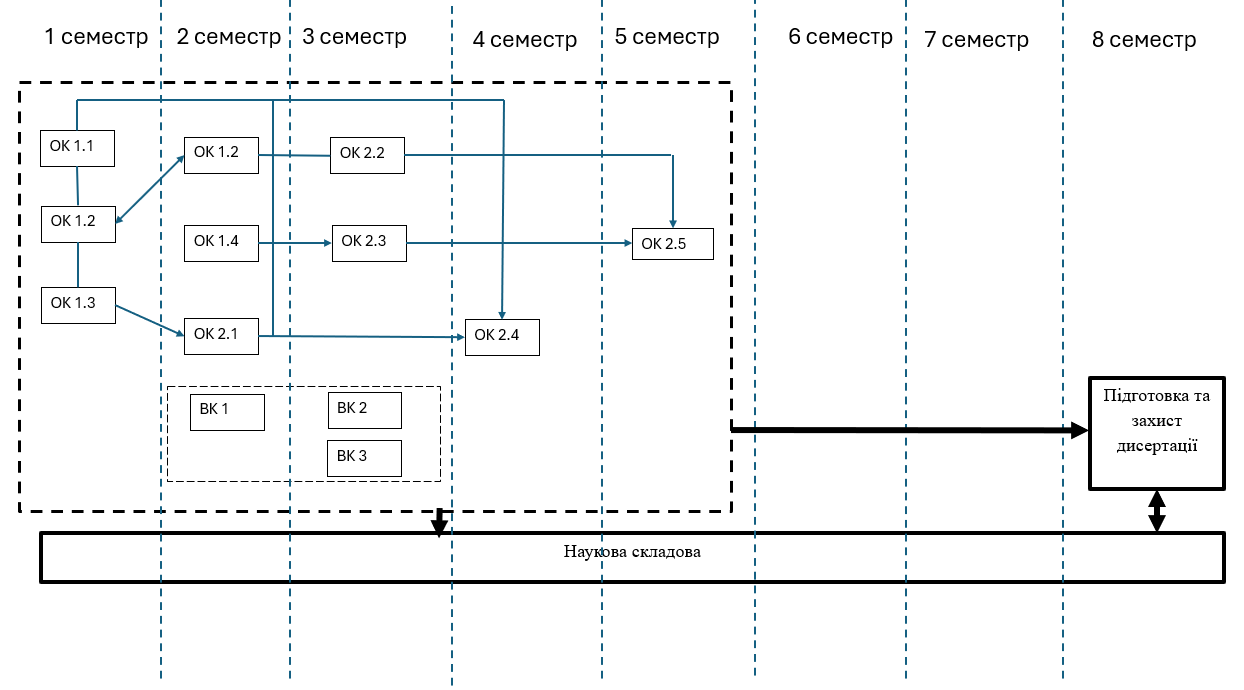 1 семестр
2 семестр
3 семестр
4 семестр
5 семестр
6 семестр
7 семестр
8 семестр
ОК 1.1
ОК 1.2
ОК 2.2
ОК 1.2
ОК 1.4
ОК 2.3
ОК 2.5
ОК 1.3
ОК 2.1
ОК 2.4
ВК 1
ВК 2
ВК 3
Підготовка та
захист
дисертації
Наукова складова